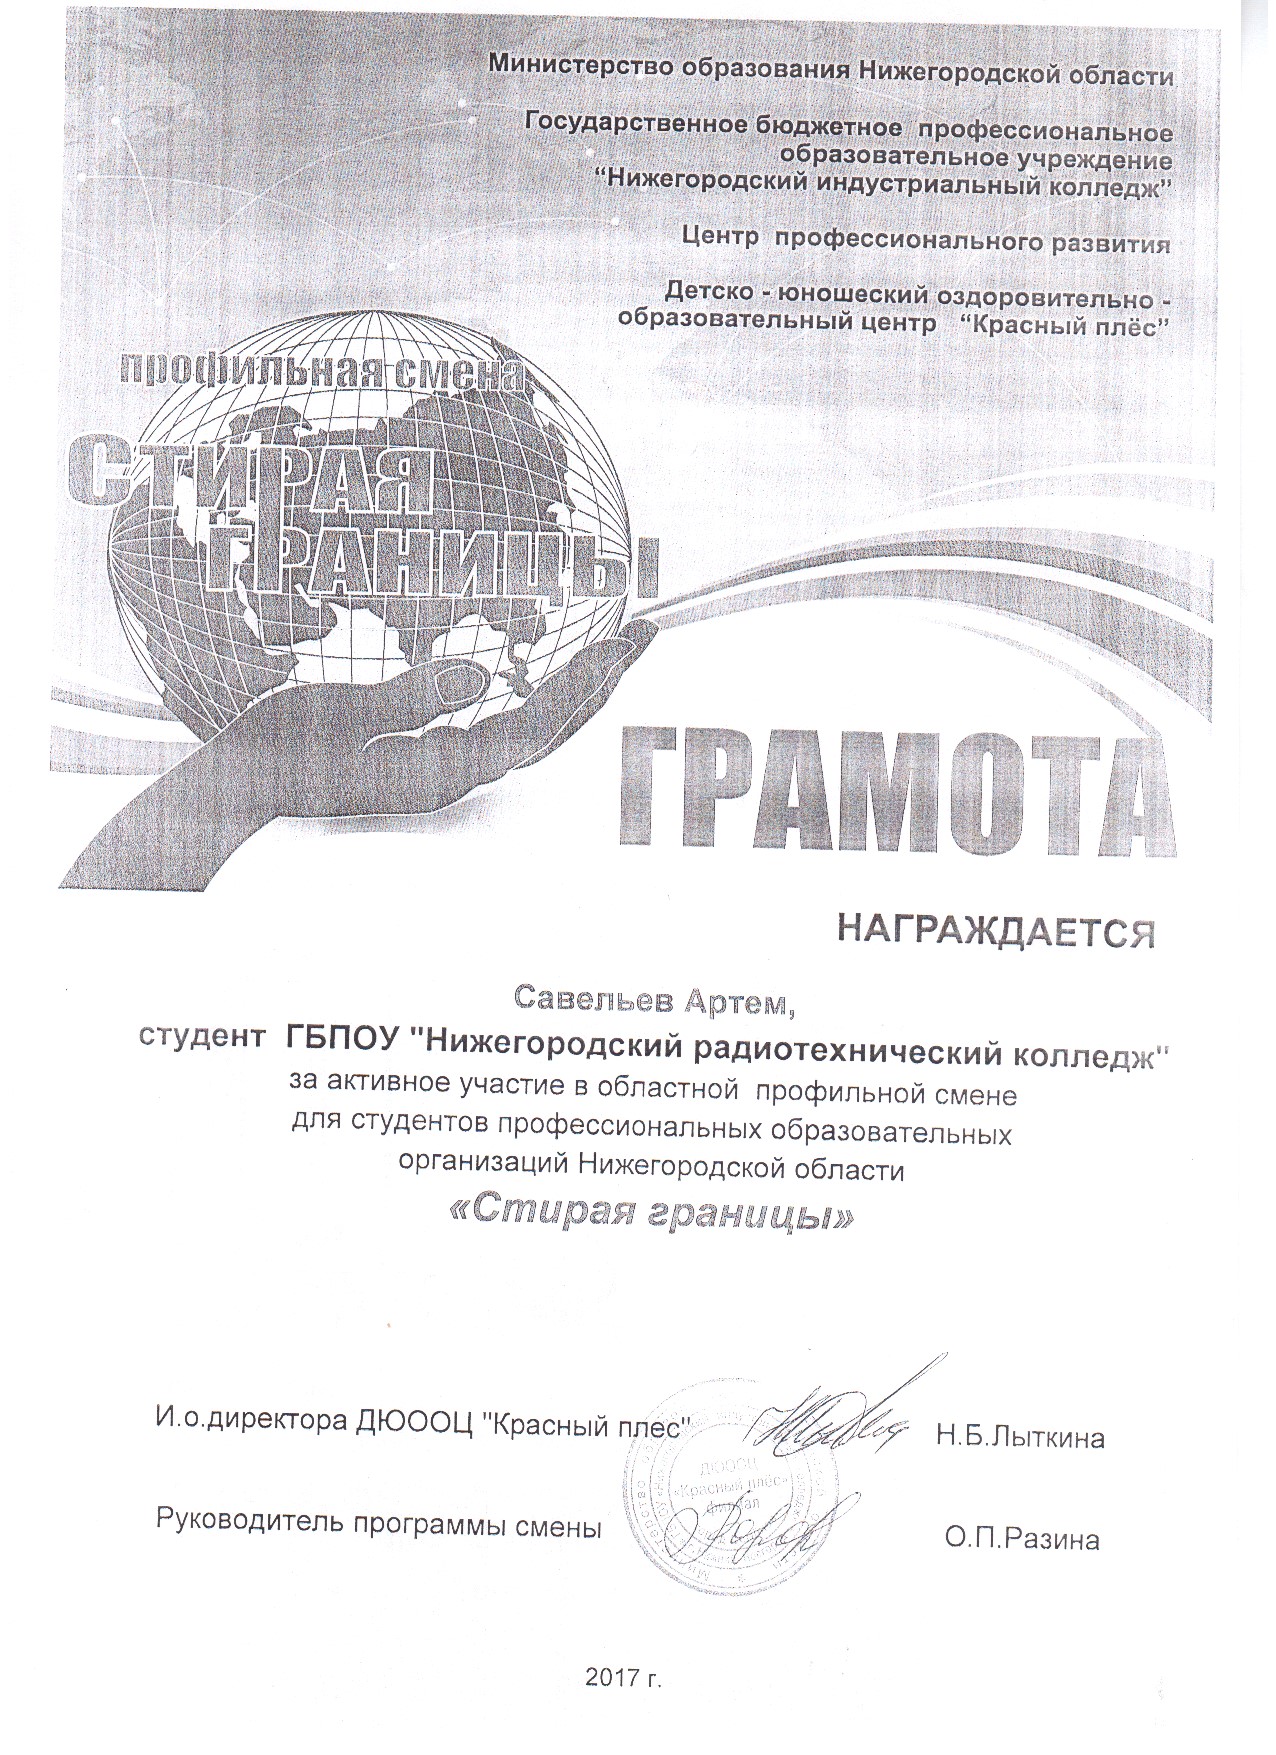 Министерство образования Нижегородской области
Государственное бюджетное профессиональное
образовательное учреждение
“Нижегородский индустриальный колледж”
Центр профессионального развития
Детско - юношеский оздоровительно -
образовательный центр “Красный плёс”
профильная смена
Стирая
границы
ГРАМОТА
НАГРАЖДАЕТСЯ
Савельев Артем,
студент ГБПОУ "Нижегородский радиотехнический колледж"
за активное участие в областной профильной смене
для студентов профессиональных образовательных
организаций Нижегородской области
«Стирая границы»
И.о.директора ДЮООЦ "Красный плес"
Н.Б.Лыткина
ДЮООЦ
«Красный плёс»
филиал
Руководитель программы смены
О.П.Разина
2017 г.